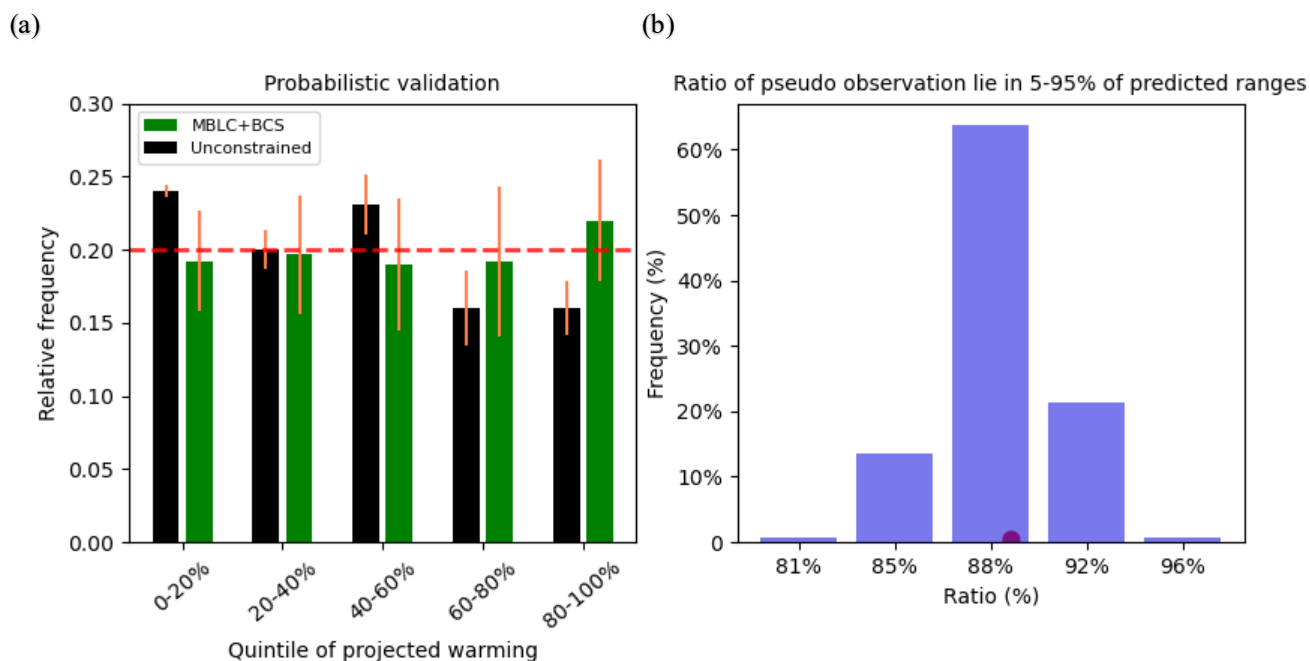 (a)
Probabilistic validation
0.30
0.25
0.20
0.15
0.10
0.05
0.00
Relative frequency
MBLC+BCS
Unconstrained
0-20%
20-40%
40-60%
60-80%
80-100%
Quintile of projected warming
(b)
Ratio of pseudo observation lie in 5-95% of predicted ranges
60%
50%
40%
30%
20%
10%
0
Frequency (%)
81%
85%
88%
92%
96%
Ratio (%)